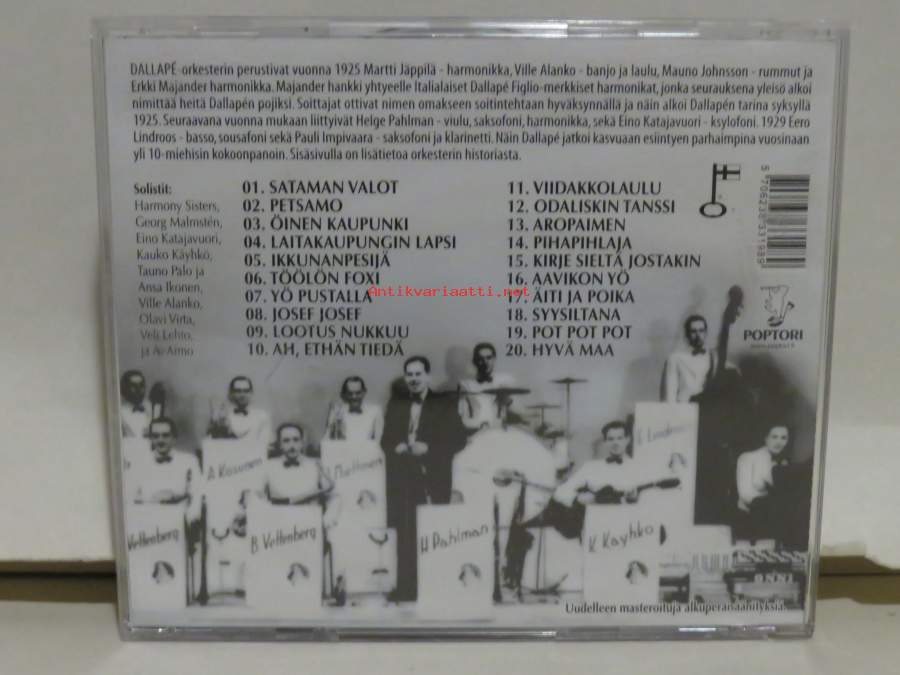 DALLAPÉ-orkesterin perustivat vuonna 1925 Martti Jäppilä - harmonikka, Ville Alanko - banjo ja laulu, Mauno Johnsson - rummut ja
Erkki Majander harmonikka. Majander hankki yhtyeelle Italialaiset Dallapé Figlio-merkkiset harmonikat, jonka seurauksena yleisö alkoi
nimittää heitä Dallapén pojiksi. Soittajat ottivat nimen omakseen soitintehtaan hyväksynnällä ja näin alkoi Dallapén tarina syksyllä
1925. Seuraavana vuonna mukaan liittyivät Helge Pahlman - viulu, saksofoni, harmonikka, sekä Eino Katajavuori - ksylofoni. 1929 Eero
Lindroos - basso, sousafoni sekä Pauli Impivaara - saksofoni ja klarinetti. Näin Dallapé jatkoi kasvuaan esiintyen parhaimpina vuosinaan
yli 10-miehisin kokoonpanoin. Sisäsivulla on lisätietoa orkesterin historiasta.
Solistit:
Harmony Sisters,
Georg Malmstén,
Eino Katajavuori,
Kauko Käyhkö,
Tauno Palo ja
Ansa Ikonen,
Ville Alanko,
Olavi Virta,
Veli Lehto,
ja A. Aimo
01. SATAMAN VALOT
02. PETSAMO
03. ÖINEN KAUPUNKI
04. LAITAKAUPUNGIN LAPSI
05. IKKUNANPESIJÄ
06. TÖÖLÖN FOXI
07. YÖ PUSTALLA
08. JOSEF JOSEF
09. LOOTUS NUKKUU
10. AH, ETHÄN TIEDÄ
11. VIIDAKKOLAULU
12. ODALISKIN TANSSI
13. AROPAIMEN
14. PIHAPIHLAJA
15. KIRJE SIELTÄ JOSTAKIN
16. AAVIKON YÖ
17. ÄITI JA POIKA
18. SYYSILTANA
19. POT POT POT
20. HYVÄ MAA
Antikvariaatti.net
5 706238 331989
POPTORI
A. Kosunen
E. Lindroos
Vettenberg
B. Vettenberg
H. Pahlman
K. Käyhkö
Uudelleen masteroituja alkuperäisäänityksiä.